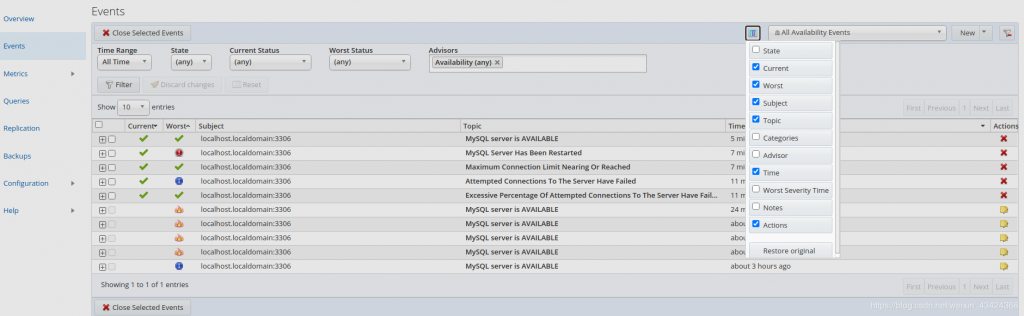 Events
Overview
Events
Metrics
Queries
Replication
Backups
Configuration
Help
Close Selected Events
All Availability Events
New
Time Range
State
Current Status
Worst Status
Advisors
All Time
(any)
(any)
(any)
Availability (any)
Filter
Discard changes
Reset
Show 10 entries
First Previous 1 Next Last
State
Current
Worst
Subject
Topic
Categories
Advisor
Time
Worst Severity Time
Notes
Actions
Restore original
Current Worst Subject Topic Time Actions
localhost.localdomain:3306 MySQL server is AVAILABLE 5 mi
localhost.localdomain:3306 MySQL Server Has Been Restarted 7 mi
localhost.localdomain:3306 Maximum Connection Limit Nearing Or Reached 7 mi
localhost.localdomain:3306 Attempted Connections To The Server Have Failed 11 m
localhost.localdomain:3306 Excessive Percentage Of Attempted Connections To The Server Have Fail... 11 m
localhost.localdomain:3306 MySQL server is AVAILABLE 24 m
localhost.localdomain:3306 MySQL server is AVAILABLE abou
localhost.localdomain:3306 MySQL server is AVAILABLE abou
localhost.localdomain:3306 MySQL server is AVAILABLE abou
localhost.localdomain:3306 MySQL server is AVAILABLE about 3 hours ago
Showing 1 to 1 of 1 entries
First Previous 1 Next Last
Close Selected Events